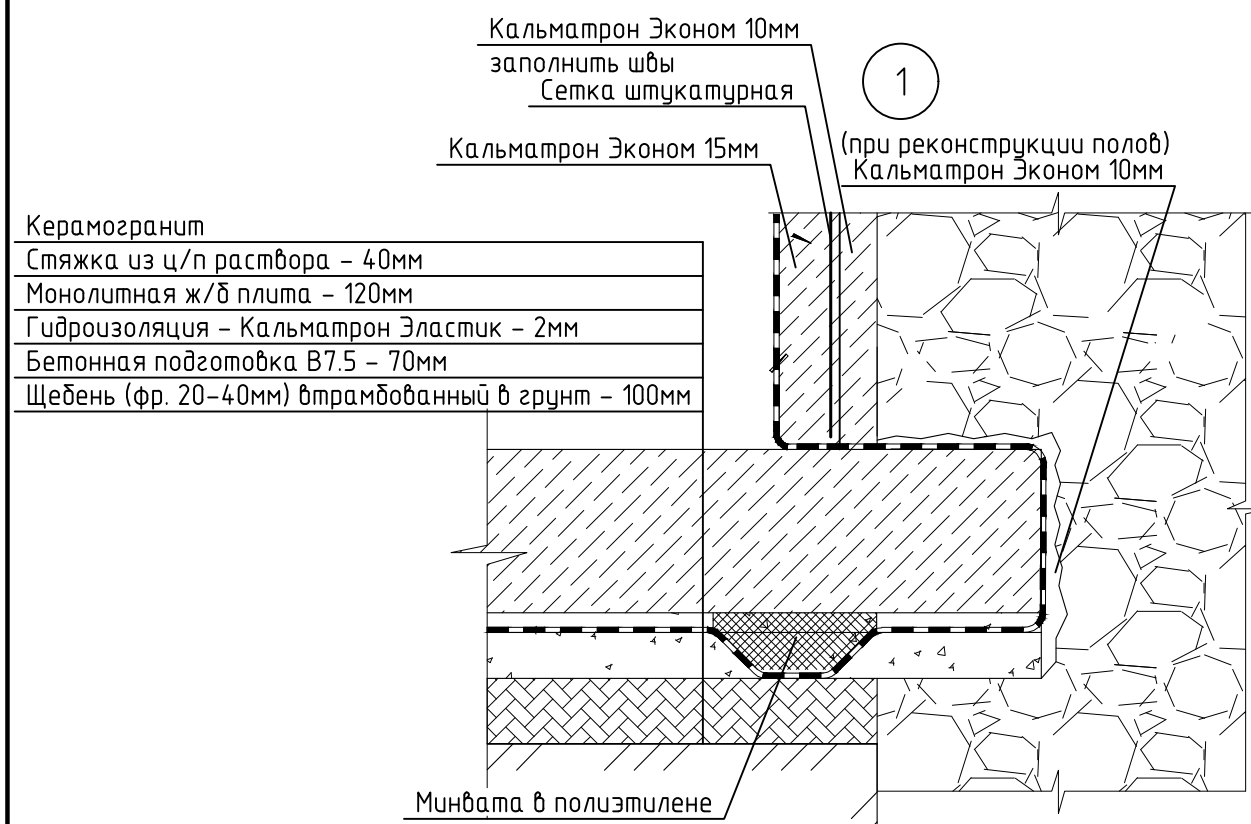 Кальматрон Эконом 10мм
заполнить швы
Сетка штукатурная
1
Кальматрон Эконом 15мм
(при реконструкции полов)
Кальматрон Эконом 10мм
Керамогранит
Стяжка из ц/п раствора – 40мм
Монолитная ж/б плита – 120мм
Гидроизоляция – Кальматрон Эластик – 2мм
Бетонная подготовка В7.5 – 70мм
Щебень (фр. 20–40мм) втрамбованный в грунт – 100мм
Минвата в полиэтилене